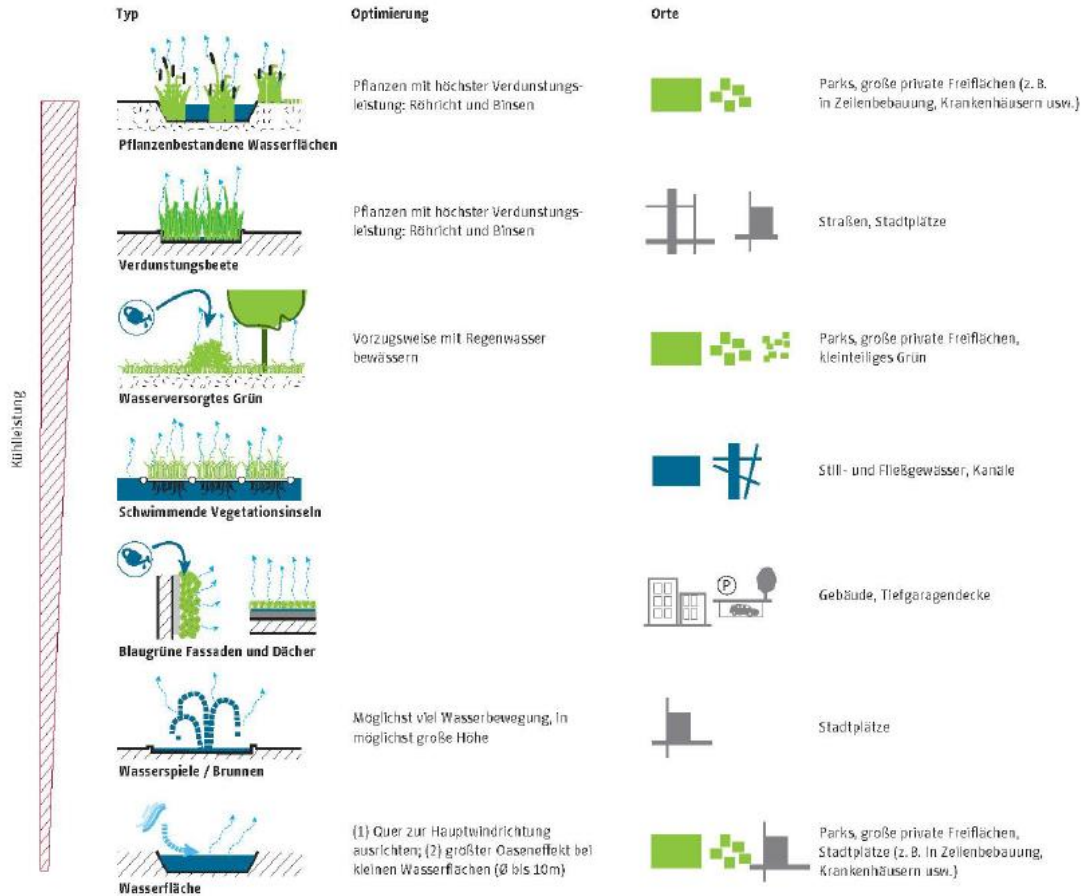 Typ
Optimierung
Orte
Kühlleistung
Pflanzen mit höchster Verdunstungs-
leistung: Röhricht und Binsen
Parks, große private Freiflächen (z. B.
in Zeilenbebauung, Krankenhäusern usw.)
Pflanzenbestandene Wasserflächen
Pflanzen mit höchster Verdunstungs-
leistung: Röhricht und Binsen
Straßen, Stadtplätze
Verdunstungsbeete
Vorzugsweise mit Regenwasser
bewässern
Parks, große private Freiflächen,
kleinteiliges Grün
Wasserversorgtes Grün
Still- und Fließgewässer, Kanäle
Schwimmende Vegetationsinseln
P
Gebäude, Tiefgaragendecke
Blaugrüne Fassaden und Dächer
Möglichst viel Wasserbewegung, in
möglichst große Höhe
Stadtplätze
Wasserspiele / Brunnen
(1) Quer zur Hauptwindrichtung
ausrichten; (2) größter Oaseneffekt bei
kleinen Wasserflächen (Ø bis 10m)
Parks, große private Freiflächen,
Stadtplätze (z. B. in Zeilenbebauung,
Krankenhäusern usw.)
Wasserfläche